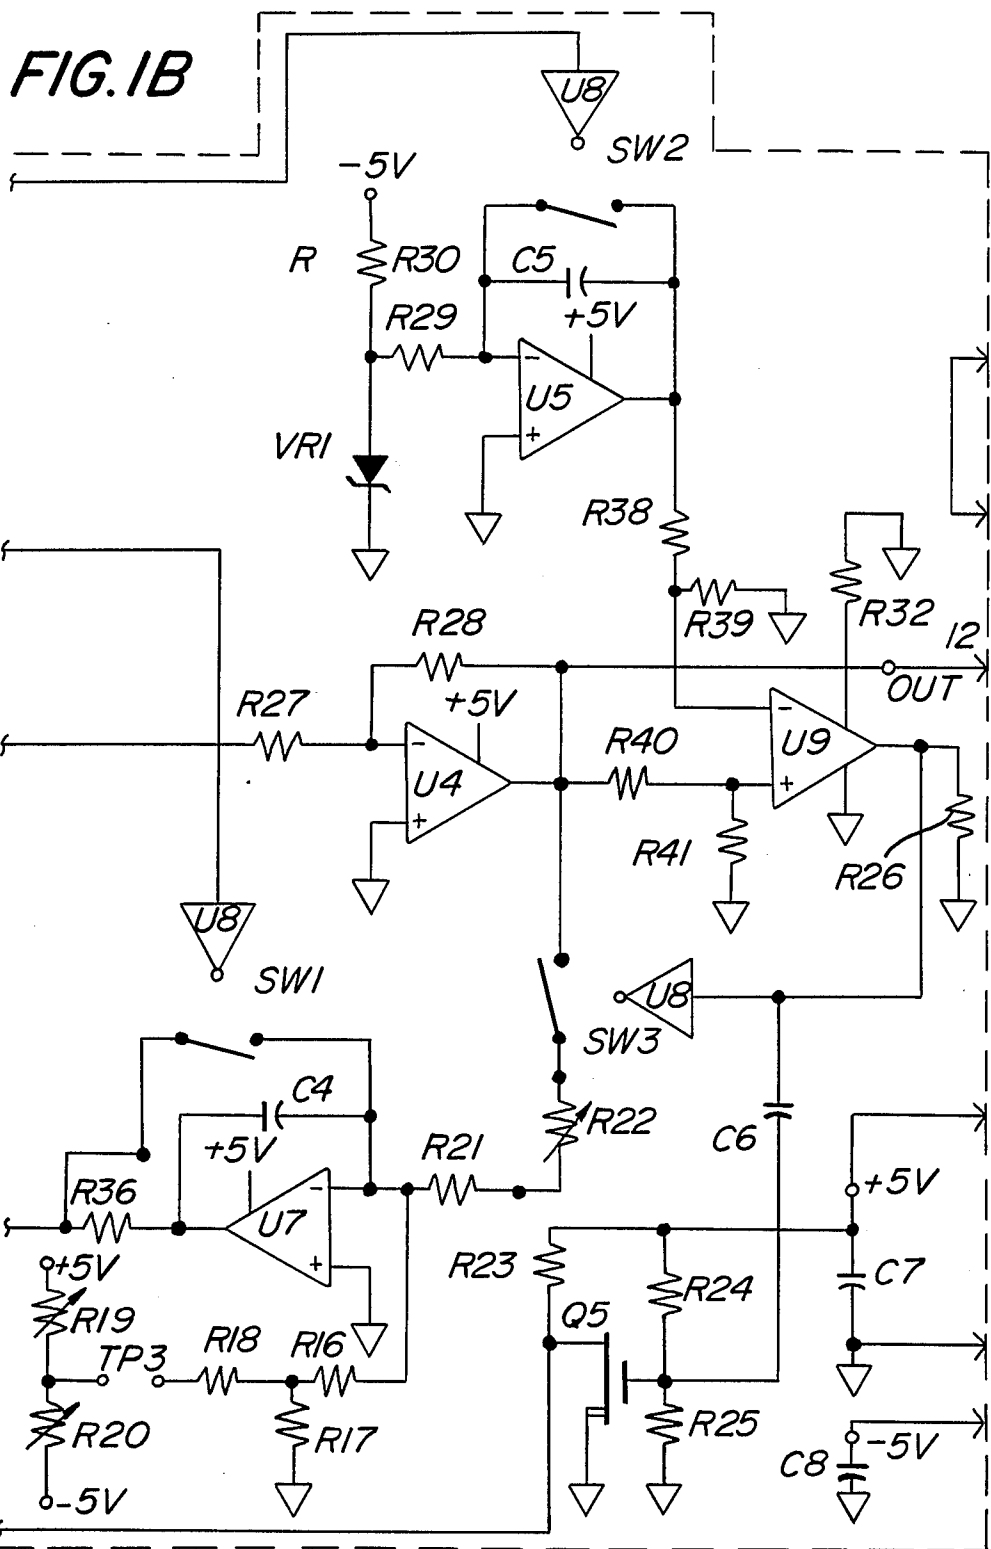 FIG. 1B
U8
SW2
-5V
R
R30
C5
R29
+5V
-
U5
VR1
+
R38
R39
R32
R28
12
OUT
R27
+5V
-
R40
-
U9
U4
+
+
R41
R26
U8
SW1
U8
SW3
C4
R22
+5V
R21
C6
-
R36
+5V
U7
R23
+
C7
+5V
R24
R19
Q5
R18
R16
TP3
R20
R17
R25
-5V
C8
-5V